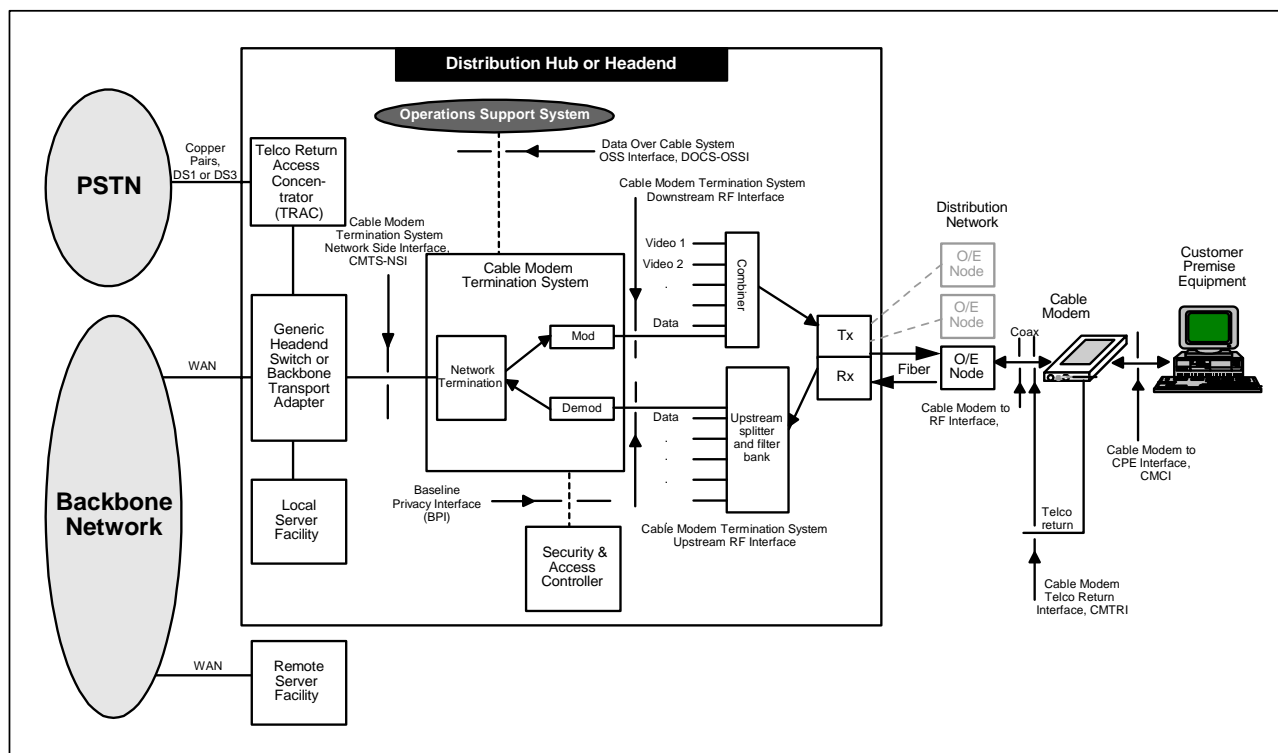 Distribution Hub or Headend
Operations Support System
PSTN
Copper
Pairs,
DS1 or DS3
Telco Return
Access
Concen-
trator
(TRAC)
Data Over Cable System
OSS Interface, DOCS-OSSI
Cable Modem
Termination System
Network Side Interface,
CMTS-NSI
Cable Modem Termination System
Downstream RF Interface
Cable Modem
Termination System
Video 1
Video 2
.
.
Data
Combiner
Mod
Network
Termination
Demod
Data
.
.
.
.
Upstream
splitter
and filter
bank
Tx
Rx
Fiber
Distribution
Network
O/E
Node
O/E
Node
O/E
Node
Coax
Cable
Modem
Customer
Premise
Equipment
Cable Modem to
RF Interface,
Cable Modem to
CPE Interface,
CMCI
Telco
return
Cable Modem
Telco Return
Interface, CMTRI
WAN
Generic
Headend
Switch or
Backbone
Transport
Adapter
Backbone
Network
Local
Server
Facility
Baseline
Privacy Interface
(BPI)
Security &
Access
Controller
Cable Modem Termination System
Upstream RF Interface
WAN
Remote
Server
Facility